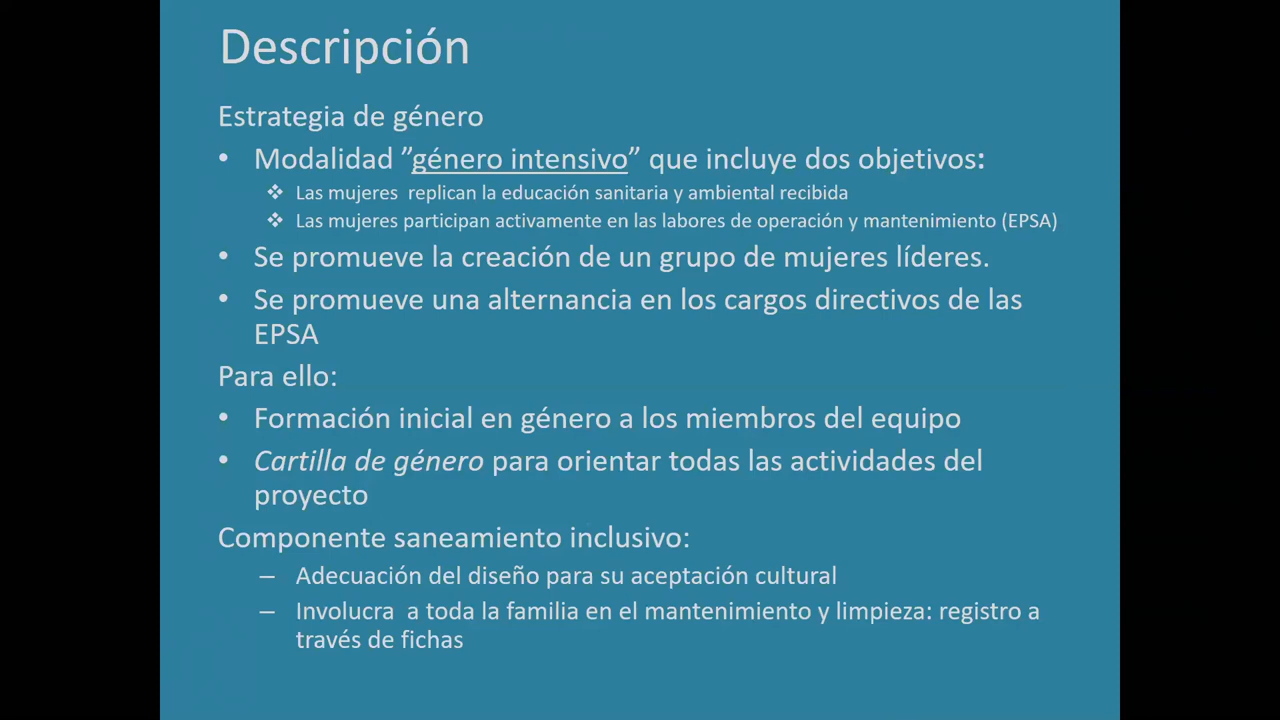 Descripción
Estrategia de género
• Modalidad ”género intensivo” que incluye dos objetivos:
❖ Las mujeres replican la educación sanitaria y ambiental recibida
❖ Las mujeres participan activamente en las labores de operación y mantenimiento (EPSA)
• Se promueve la creación de un grupo de mujeres líderes.
• Se promueve una alternancia en los cargos directivos de las
EPSA
Para ello:
• Formación inicial en género a los miembros del equipo
• Cartilla de género para orientar todas las actividades del
proyecto
Componente saneamiento inclusivo:
– Adecuación del diseño para su aceptación cultural
– Involucra a toda la familia en el mantenimiento y limpieza: registro a
través de fichas